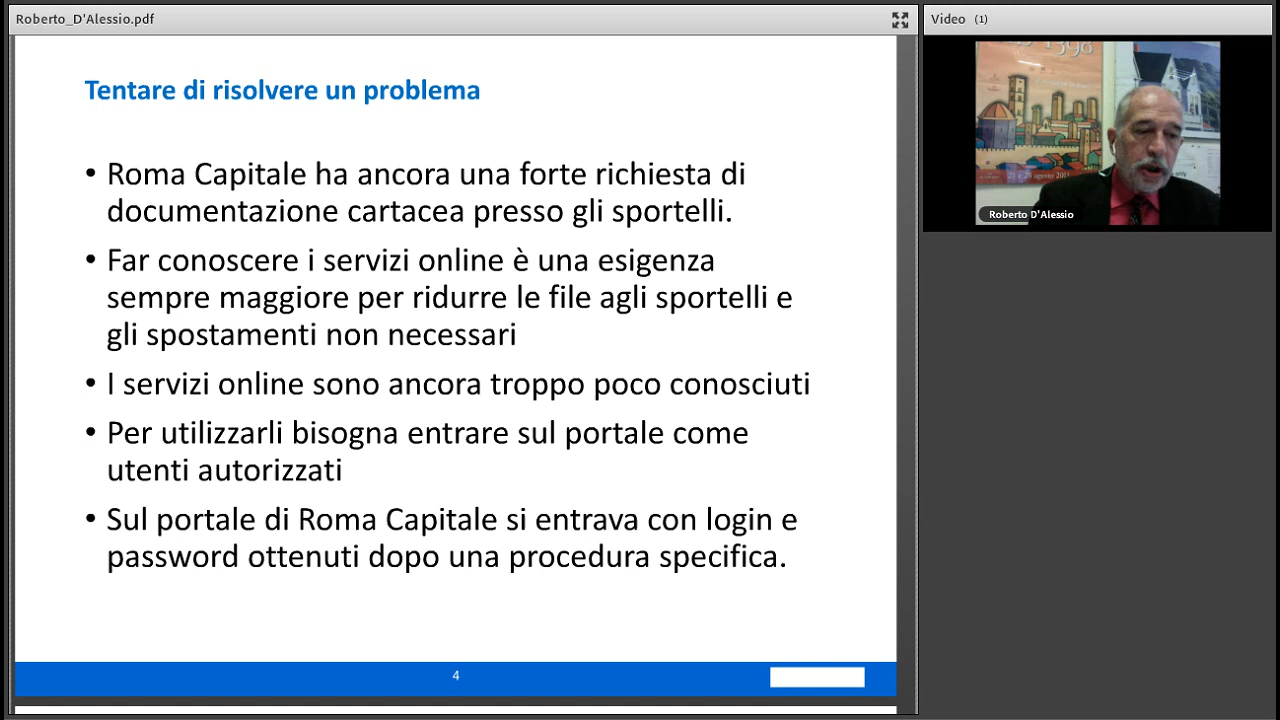 Roberto_D'Alessio.pdf
Tentare di risolvere un problema
• Roma Capitale ha ancora una forte richiesta di
documentazione cartacea presso gli sportelli.
• Far conoscere i servizi online è una esigenza
sempre maggiore per ridurre le file agli sportelli e
gli spostamenti non necessari
• I servizi online sono ancora troppo poco conosciuti
• Per utilizzarli bisogna entrare sul portale come
utenti autorizzati
• Sul portale di Roma Capitale si entrava con login e
password ottenuti dopo una procedura specifica.
4
Video (1)
1398
Roberto D'Alessio